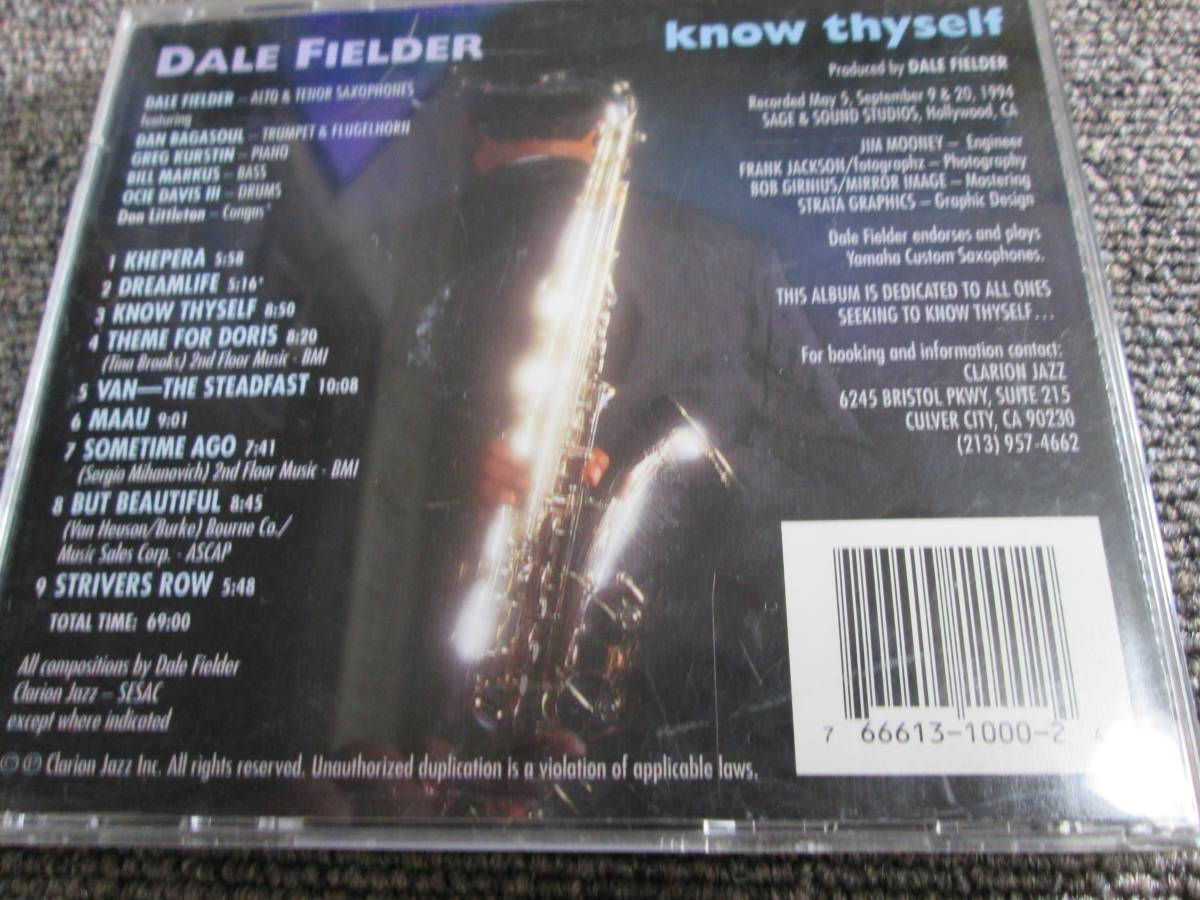 DALE FIELDER
know thyself
DALE FIELDER – ALTO & TENOR SAXOPHONES
featuring
DAN BAGASOUL – TRUMPET & FLUGELHORN
GREG KURSTIN – PIANO
BILL MARKUS – BASS
OCIE DAVIS III – DRUMS
Don Littleton – Congas*
1 KHEPERA 5:58
2 DREAMLIFE 5:16*
3 KNOW THYSELF 8:50
4 THEME FOR DORIS 8:20
(Tina Brooks) 2nd Floor Music - BMI
5 VAN—THE STEADFAST 10:08
6 MAAU 9:01
7 SOMETIME AGO 7:41
(Sergio Mihanovich) 2nd Floor Music - BMI
8 BUT BEAUTIFUL 8:45
(Van Heuson/Burke) Bourne Co./
Music Sales Corp. - ASCAP
9 STRIVERS ROW 5:48
TOTAL TIME: 69:00
All compositions by Dale Fielder
Clarion Jazz – SESAC
except where indicated
Produced by DALE FIELDER
Recorded May 5, September 9 & 20, 1994
SAGE & SOUND STUDIOS, Hollywood, CA
JIM MOONEY – Engineer
FRANK JACKSON/fotographz – Photography
BOB GIRNIUS/MIRROR IMAGE – Mastering
STRATA GRAPHICS – Graphic Design
Dale Fielder endorses and plays
Yamaha Custom Saxophones.
THIS ALBUM IS DEDICATED TO ALL ONES
SEEKING TO KNOW THYSELF...
For booking and information contact:
CLARION JAZZ
6245 BRISTOL PKWY, SUITE 215
CULVER CITY, CA 90230
(213) 957-4662
7 66613-1000-2 4
© ℗ Clarion Jazz Inc. All rights reserved. Unauthorized duplication is a violation of applicable laws.